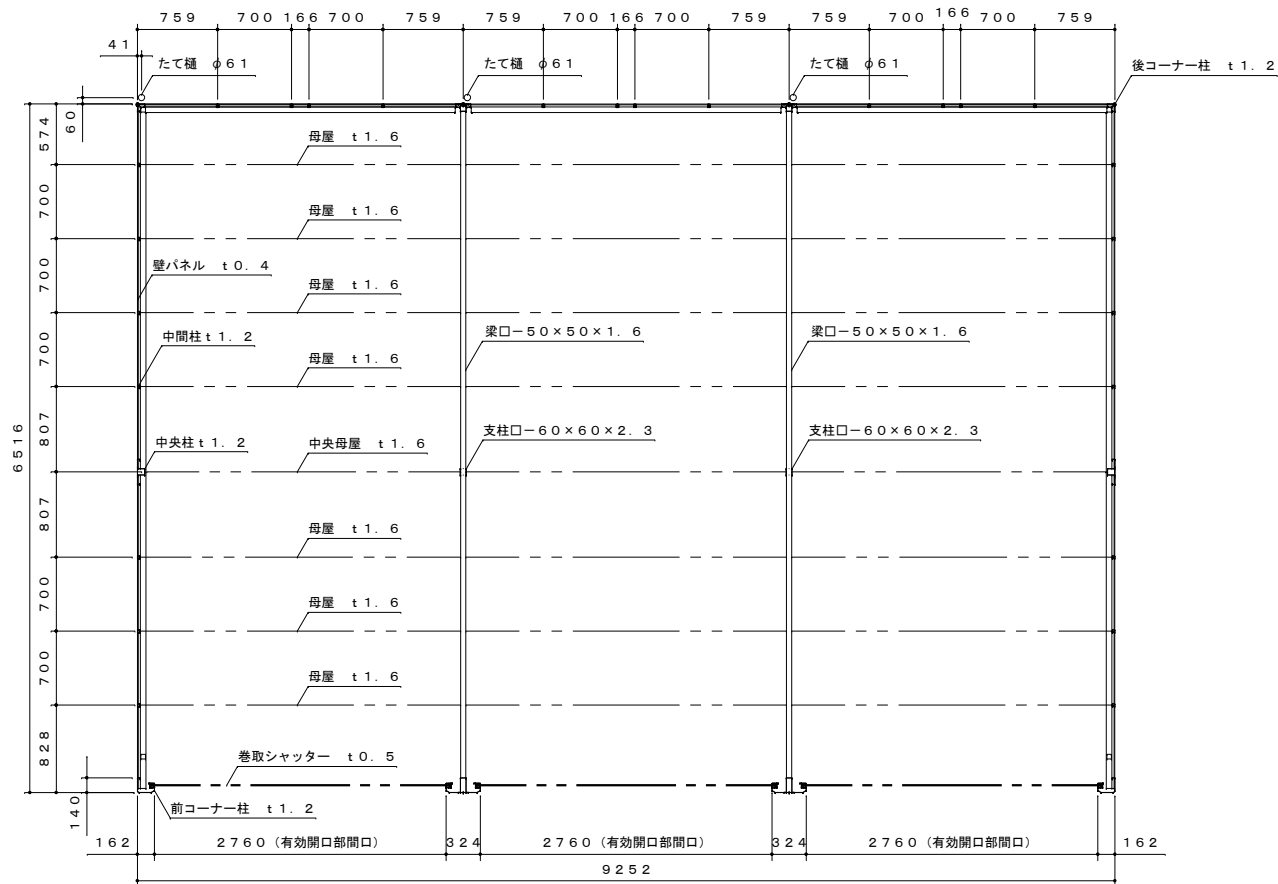 759 700 166 700 759 759 700 166 700 759 759 700 166 700 759
41
たて樋 φ61 たて樋 φ61 たて樋 φ61 後コーナー柱 t1.2
60
574
母屋 t1.6
700
母屋 t1.6
700
壁パネル t0.4
母屋 t1.6
700
中間柱t1.2
梁口-50×50×1.6 梁口-50×50×1.6
母屋 t1.6
807
6516
中央柱t1.2 中央母屋 t1.6 支柱口-60×60×2.3 支柱口-60×60×2.3
807
母屋 t1.6
700
母屋 t1.6
700
母屋 t1.6
828
巻取シャッター t0.5
140
前コーナー柱 t1.2
162 2760(有効開口部間口) 324 2760(有効開口部間口) 324 2760(有効開口部間口) 162
9252